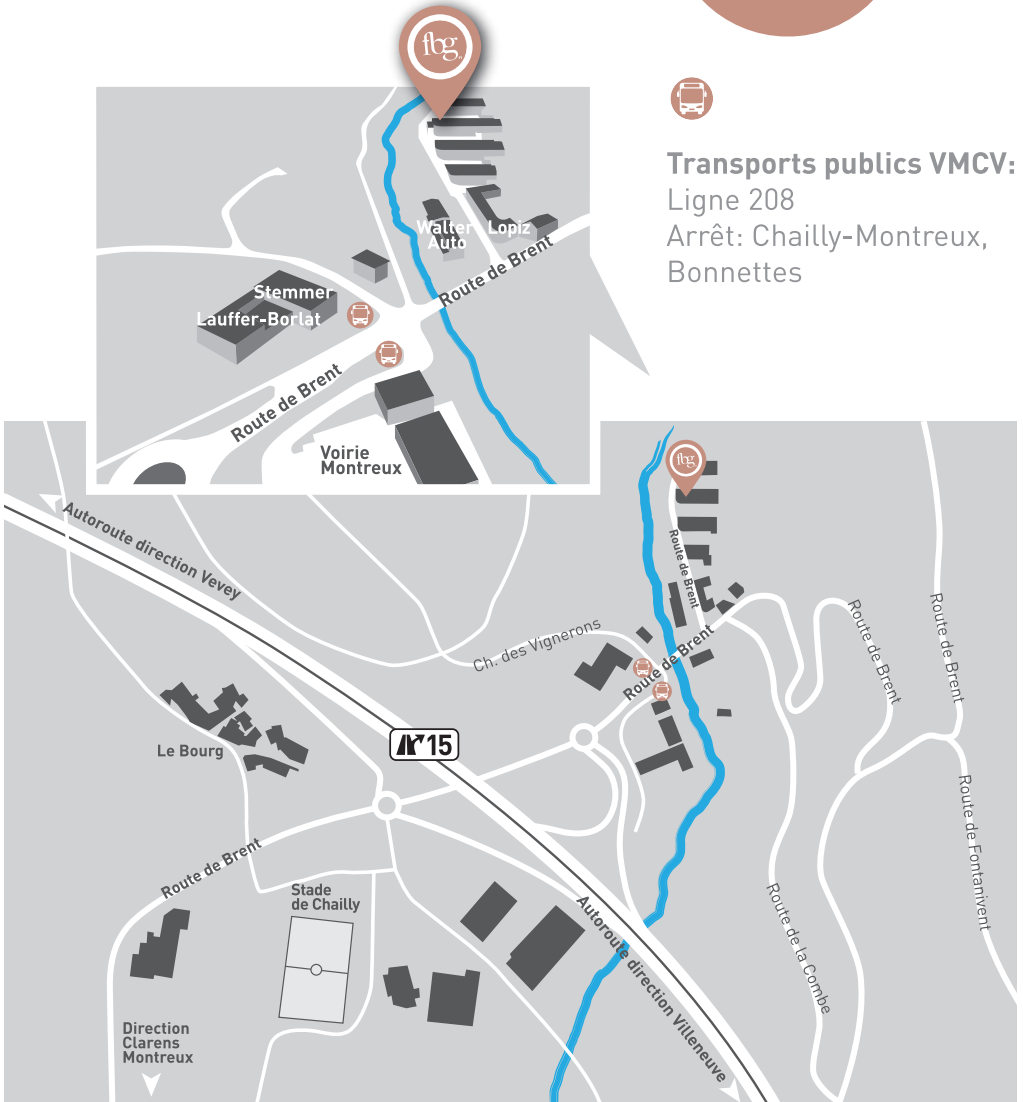 fbg
Transports publics VMCV:
Ligne 208
Arrêt: Chailly-Montreux,
Bonnettes
Walter
Auto
Lopiz
Route de Brent
Stemmer
Lauffer-Borlat
Route de Brent
Voirie
Montreux
fbg
Autoroute direction Vevey
Route de Brent
Ch. des Vignerons
Route de Brent
Route de Brent
Route de Brent
Le Bourg
15
Route de Brent
Route de Fontanivent
Stade
de Chailly
Route de la Combe
Autoroute direction Villeneuve
Direction
Clarens
Montreux